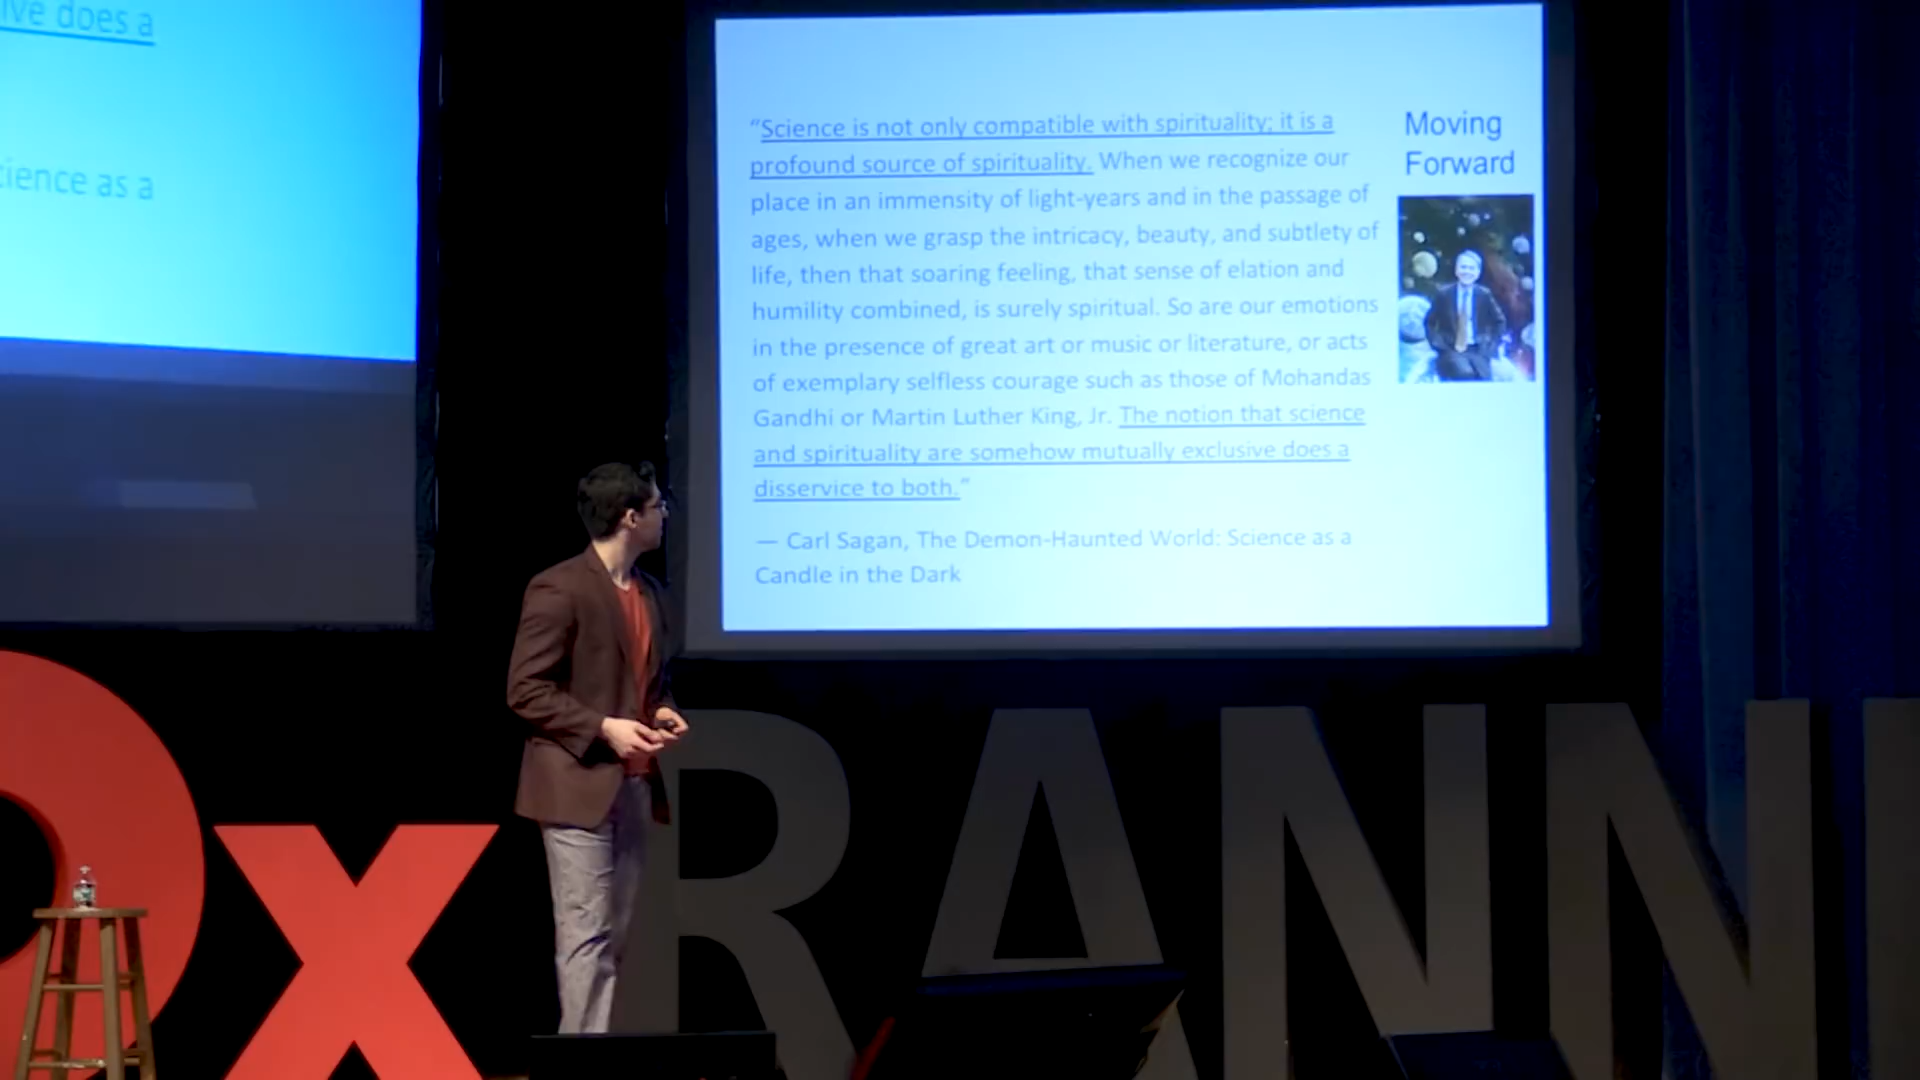 ive does a
cience as a
“Science is not only compatible with spirituality; it is a
profound source of spirituality. When we recognize our
place in an immensity of light-years and in the passage of
ages, when we grasp the intricacy, beauty, and subtlety of
life, then that soaring feeling, that sense of elation and
humility combined, is surely spiritual. So are our emotions
in the presence of great art or music or literature, or acts
of exemplary selfless courage such as those of Mohandas
Gandhi or Martin Luther King, Jr. The notion that science
and spirituality are somehow mutually exclusive does a
disservice to both.”
— Carl Sagan, The Demon-Haunted World: Science as a
Candle in the Dark
Moving
Forward
Dx RANN